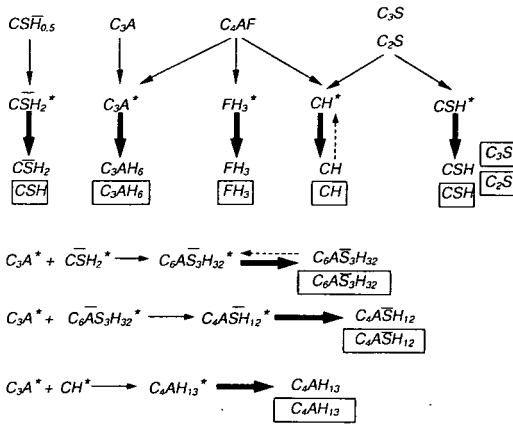 CS̅H₀.₅ C₃A C₄AF C₃S
C₂S
CS̅H₂* C₃A* FH₃* CH* CSH*
CS̅H₂ C₃AH₆ FH₃ CH CSH C₃S
CSH C₃AH₆ FH₃ CH CSH C₂S
C₃A* + CS̅H₂* → C₆AS̅₃H₃₂* C₆AS̅₃H₃₂
C₆AS̅₃H₃₂
C₃A* + C₆AS̅₃H₃₂* → C₄AS̅H₁₂* C₄AS̅H₁₂
C₄AS̅H₁₂
C₃A* + CH* → C₄AH₁₃* C₄AH₁₃
C₄AH₁₃